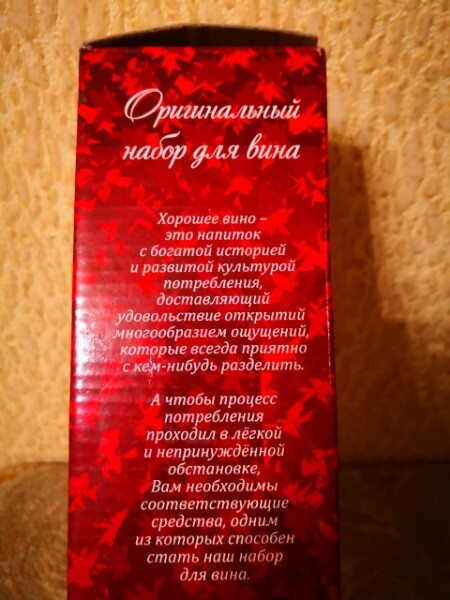 Оригинальный
набор для вина
Хорошее вино –
это напиток
с богатой историей
и развитой культурой
потребления,
доставляющий
удовольствие открытий
многообразием ощущений,
которые всегда приятно
с кем-нибудь разделить.
А чтобы процесс
потребления
проходил в лёгкой
и непринуждённой
обстановке,
Вам необходимы
соответствующие
средства, одним
из которых способен
стать наш набор
для вина.